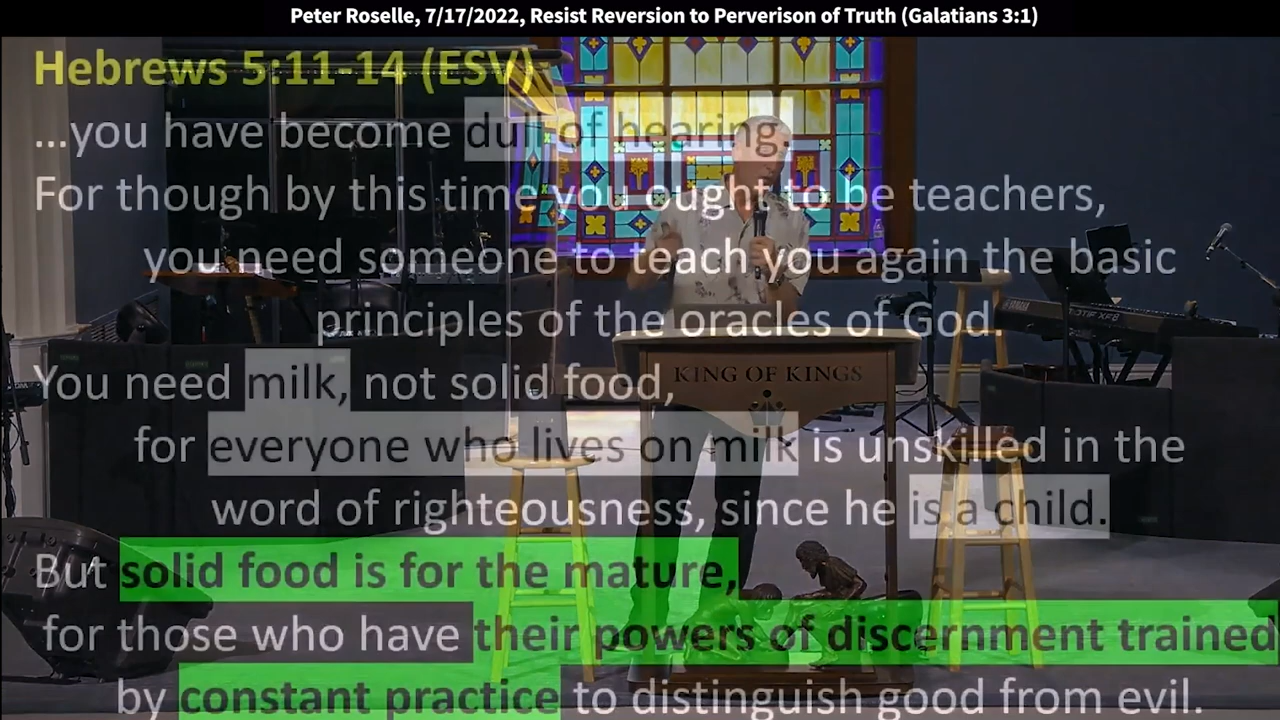 Peter Roselle, 7/17/2022, Resist Reversion to Perverison of Truth (Galatians 3:1)
Hebrews 5:11-14 (ESV)
...you have become dull of hearing.
For though by this time you ought to be teachers,
you need someone to teach you again the basic
principles of the oracles of God.
You need milk, not solid food,
KING OF KINGS
for everyone who lives on milk is unskilled in the
word of righteousness, since he is a child.
But solid food is for the mature,
for those who have their powers of discernment trained
by constant practice to distinguish good from evil.